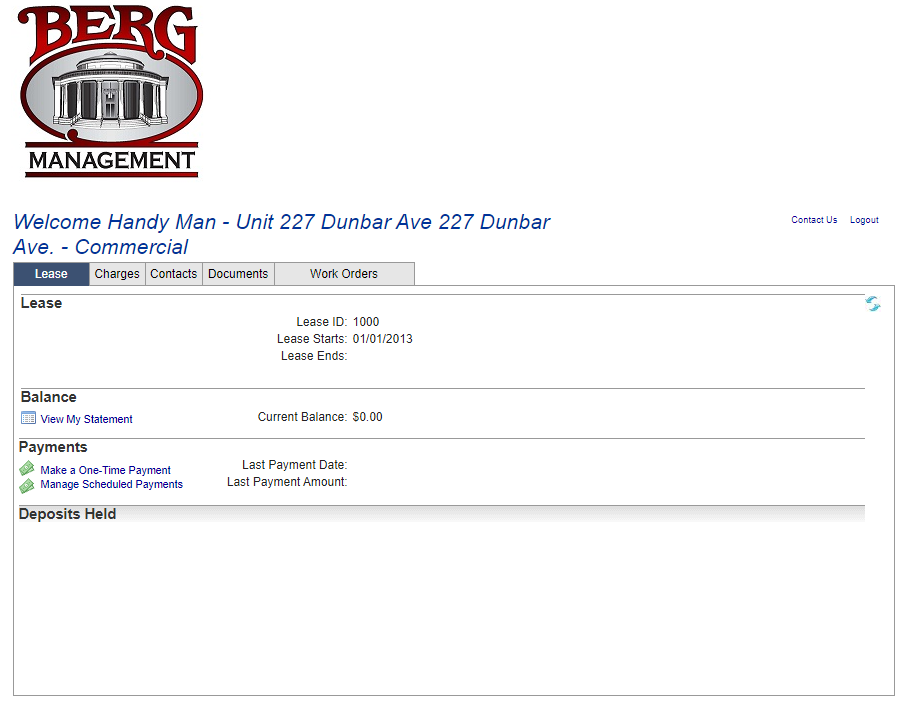 BERG
MANAGEMENT
Welcome Handy Man - Unit 227 Dunbar Ave 227 Dunbar
Ave. - Commercial
Contact Us Logout
Lease Charges Contacts Documents Work Orders
Lease
Lease ID: 1000
Lease Starts: 01/01/2013
Lease Ends:
Balance
View My Statement Current Balance: $0.00
Payments
Make a One-Time Payment Last Payment Date:
Manage Scheduled Payments Last Payment Amount:
Deposits Held